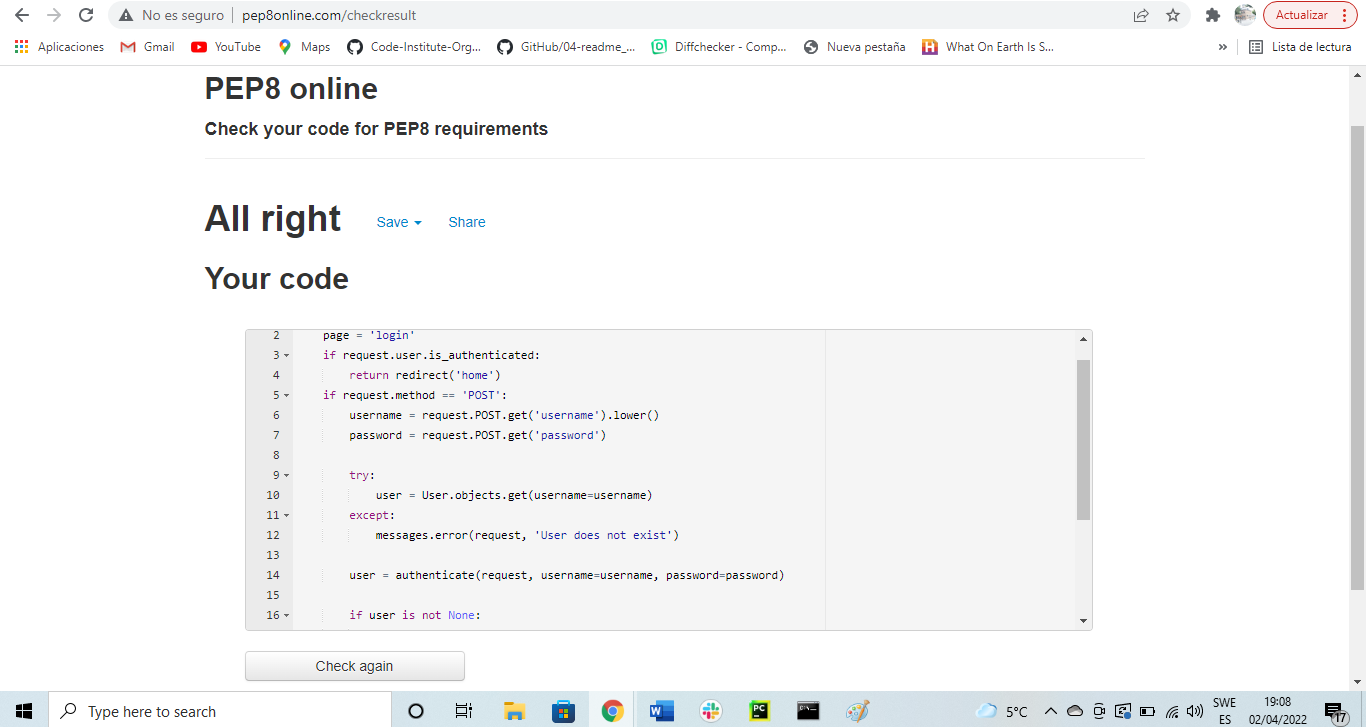 No es seguro pep8online.com/checkresult Actualizar
Aplicaciones Gmail YouTube Maps Code-Institute-Org... GitHub/04-readme_... Diffchecker - Comp... Nueva pestaña What On Earth Is S... » Lista de lectura
PEP8 online
Check your code for PEP8 requirements
All right Save Share
Your code
2 page = 'login'
3 if request.user.is_authenticated:
4 return redirect('home')
5 if request.method == 'POST':
6 username = request.POST.get('username').lower()
7 password = request.POST.get('password')
8
9 try:
10 user = User.objects.get(username=username)
11 except:
12 messages.error(request, 'User does not exist')
13
14 user = authenticate(request, username=username, password=password)
15
16 if user is not None:
Check again
Type here to search 5°C SWE 19:08
ES 02/04/2022 17